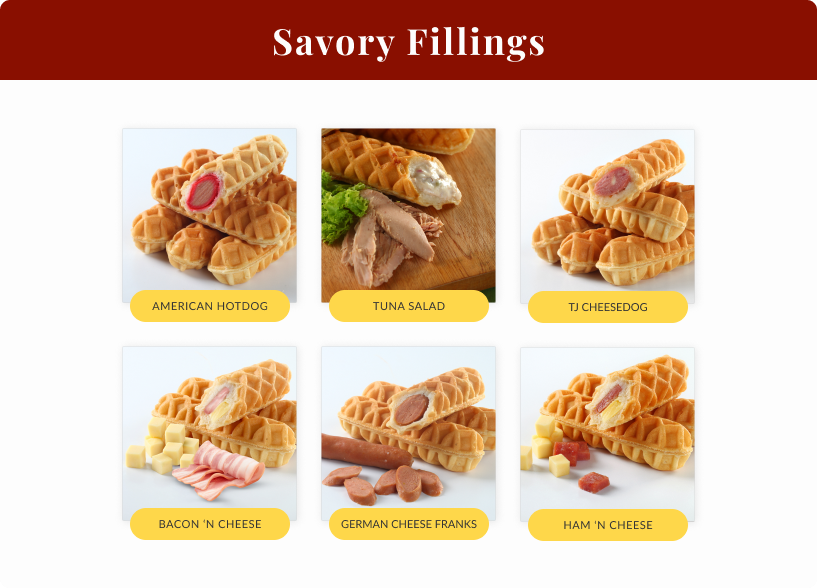 Savory Fillings
AMERICAN HOTDOG
TUNA SALAD
TJ CHEESEDOG
BACON 'N CHEESE
GERMAN CHEESE FRANKS
HAM 'N CHEESE